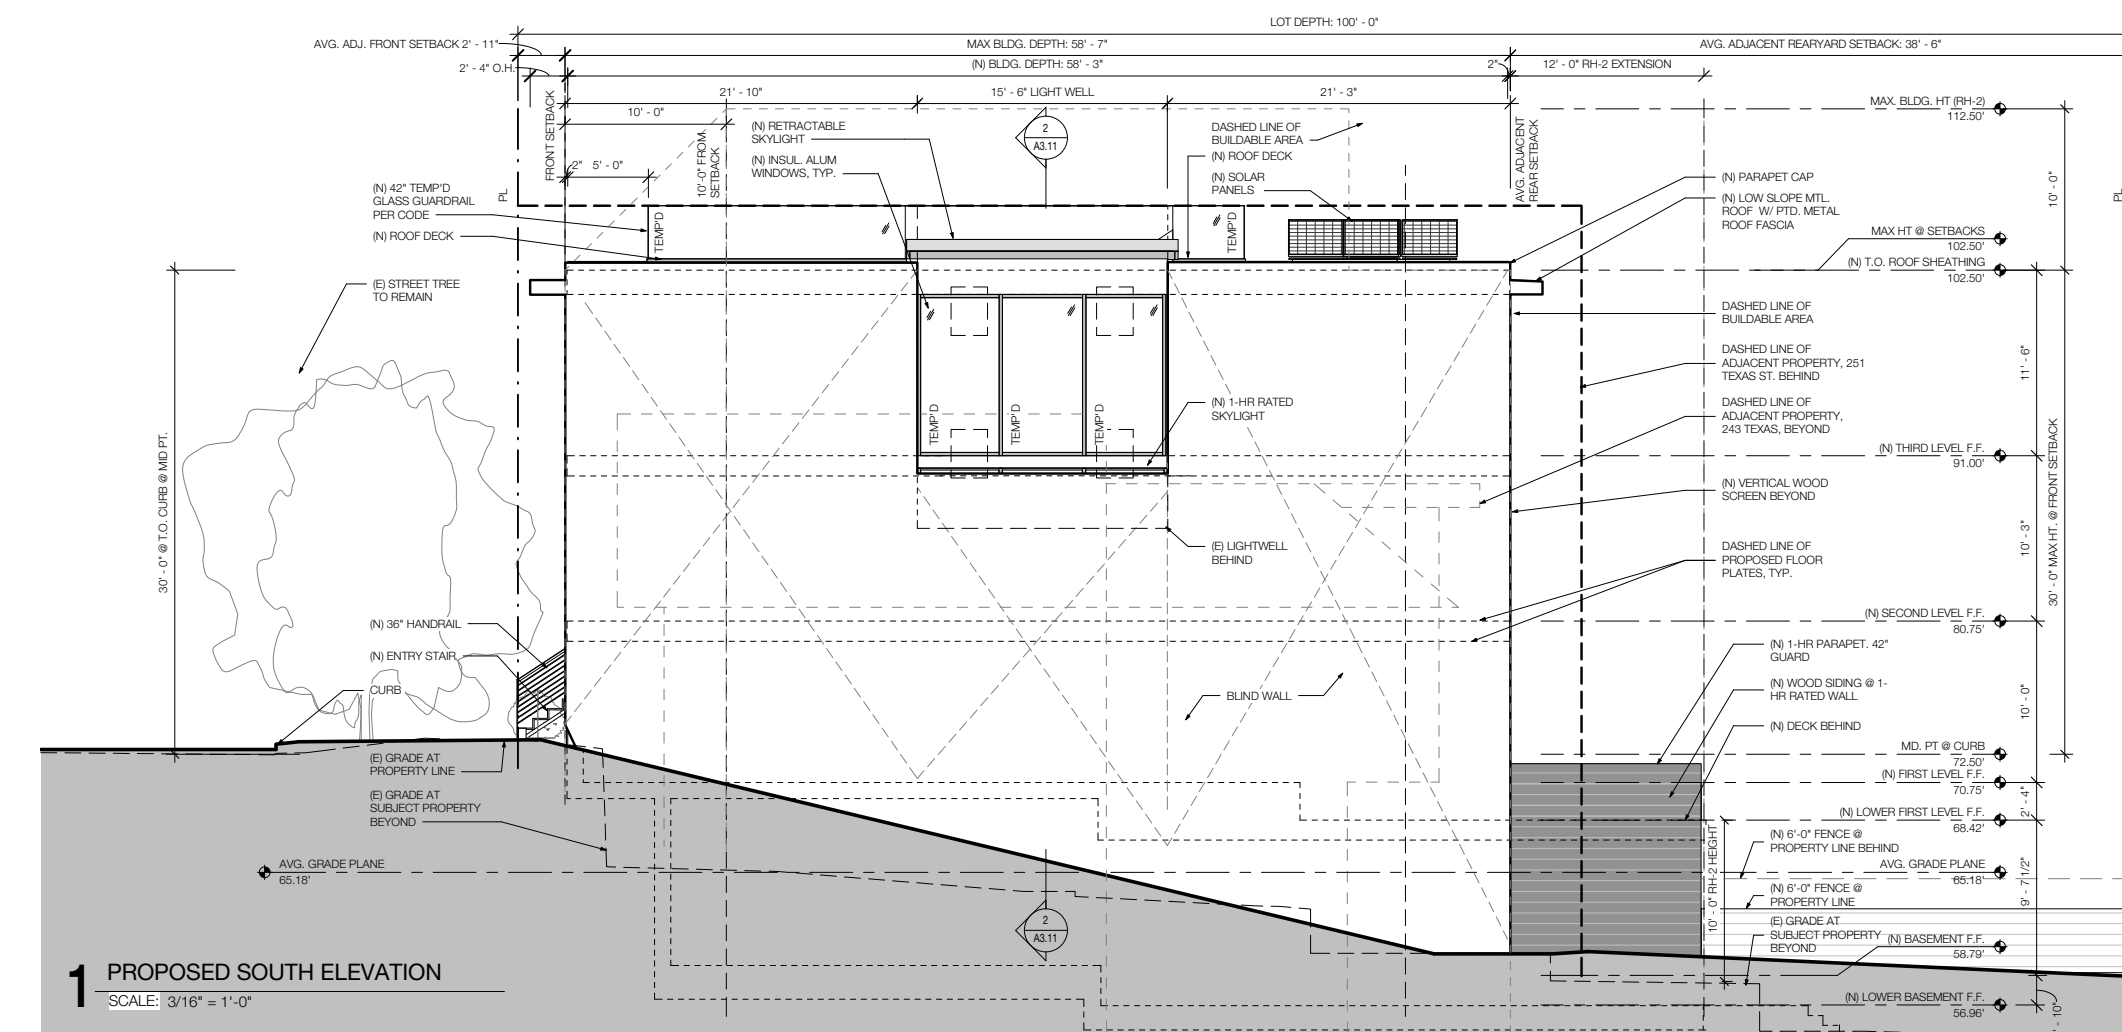 LOT DEPTH: 100' - 0"
AVG. ADJ. FRONT SETBACK 2' - 11"
MAX BLDG. DEPTH: 58' - 7"
AVG. ADJACENT REARYARD SETBACK: 38' - 6"
2' - 4" O.H.
(N) BLDG. DEPTH: 58' - 3"
2"
12' - 0" RH-2 EXTENSION
21' - 10"
15' - 6" LIGHT WELL
21' - 3"
10' - 0"
2"
5' - 0"
FRONT SETBACK
10'-0" FROM
SETBACK
PL
(N) RETRACTABLE
SKYLIGHT
(N) INSUL. ALUM
WINDOWS, TYP.
2
A3.11
DASHED LINE OF
BUILDABLE AREA
(N) ROOF DECK
(N) SOLAR
PANELS
AVG. ADJACENT
REAR SETBACK
MAX. BLDG. HT (RH-2)
112.50'
(N) PARAPET CAP
(N) LOW SLOPE MTL.
ROOF W/ PTD. METAL
ROOF FASCIA
10' - 0"
PL
MAX HT @ SETBACKS
102.50'
(N) T.O. ROOF SHEATHING
102.50'
(N) 42" TEMP'D
GLASS GUARDRAIL
PER CODE
(N) ROOF DECK
TEMP'D
TEMP'D
(E) STREET TREE
TO REMAIN
DASHED LINE OF
BUILDABLE AREA
DASHED LINE OF
ADJACENT PROPERTY, 251
TEXAS ST. BEHIND
DASHED LINE OF
ADJACENT PROPERTY,
243 TEXAS, BEYOND
11' - 6"
TEMP'D
TEMP'D
TEMP'D
(N) 1-HR RATED
SKYLIGHT
30' - 0" @ T.O. CURB @ MID PT.
(N) THIRD LEVEL F.F.
91.00'
(N) VERTICAL WOOD
SCREEN BEYOND
30' - 0" MAX HT. @ FRONT SETBACK
10' - 3"
(E) LIGHTWELL
BEHIND
DASHED LINE OF
PROPOSED FLOOR
PLATES, TYP.
(N) SECOND LEVEL F.F.
80.75'
(N) 36" HANDRAIL
(N) ENTRY STAIR
CURB
BLIND WALL
(N) 1-HR PARAPET. 42"
GUARD
(N) WOOD SIDING @ 1-
HR RATED WALL
(N) DECK BEHIND
10' - 0"
MD. PT @ CURB
72.50'
(N) FIRST LEVEL F.F.
70.75'
2' - 4"
(N) LOWER FIRST LEVEL F.F.
68.42'
(E) GRADE AT
PROPERTY LINE
(E) GRADE AT
SUBJECT PROPERTY
BEYOND
10' - 0" RH-2 HEIGHT
(N) 6'-0" FENCE @
PROPERTY LINE BEHIND
AVG. GRADE PLANE
65.18'
AVG. GRADE PLANE
65.18'
9' - 7 1/2"
(N) 6'-0" FENCE @
PROPERTY LINE
(E) GRADE AT
SUBJECT PROPERTY
BEYOND
(N) BASEMENT F.F.
58.79'
2
A3.11
(N) LOWER BASEMENT F.F.
56.96'
1 PROPOSED SOUTH ELEVATION
SCALE: 3/16" = 1'-0"